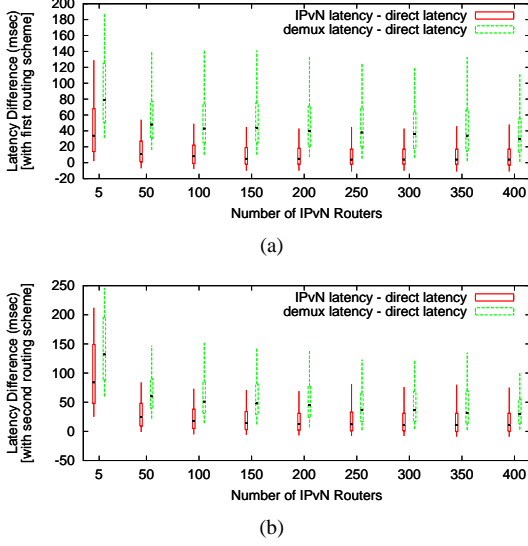 Latency Difference (msec)
[with first routing scheme]
200
180
160
140
120
100
80
60
40
20
0
-20
IPvN latency - direct latency
demux latency - direct latency
5 50 100 150 200 250 300 350 400
Number of IPvN Routers
(a)
Latency Difference (msec)
[with second routing scheme]
250
200
150
100
50
0
-50
IPvN latency - direct latency
demux latency - direct latency
5 50 100 150 200 250 300 350 400
Number of IPvN Routers
(b)